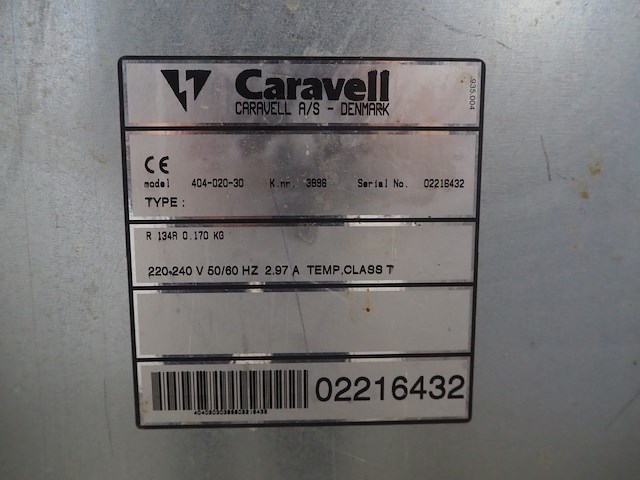 Caravell
CARAVELL A/S - DENMARK
935.004
CE
model 404-020-30 K.nr. 3898 Serial No. 02216432
TYPE :
R 134A 0.170 KG
220-240 V 50/60 HZ 2.97 A TEMP.CLASS T
02216432